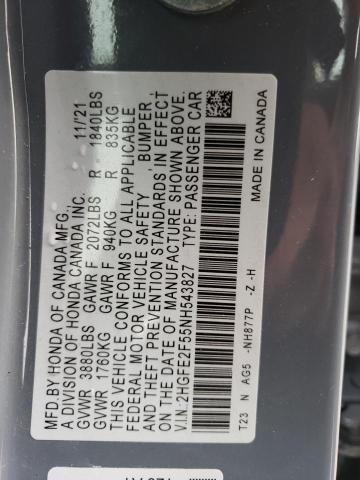 MFD.BY HONDA OF CANADA MFG.,
A DIVISION OF HONDA CANADA INC. 11/21
GVWR 3880LBS GAWR F 2072LBS R 1840LBS
GVWR 1760KG GAWR F 940KG R 835KG
THIS VEHICLE CONFORMS TO ALL APPLICABLE
FEDERAL MOTOR VEHICLE SAFETY, BUMPER,
AND THEFT PREVENTION STANDARDS IN EFFECT
ON THE DATE OF MANUFACTURE SHOWN ABOVE.
V.I.N.:2HGFE2F55NH543827 TYPE: PASSENGER CAR
T23 N AG5 -NH877P -Z -H
MADE IN CANADA